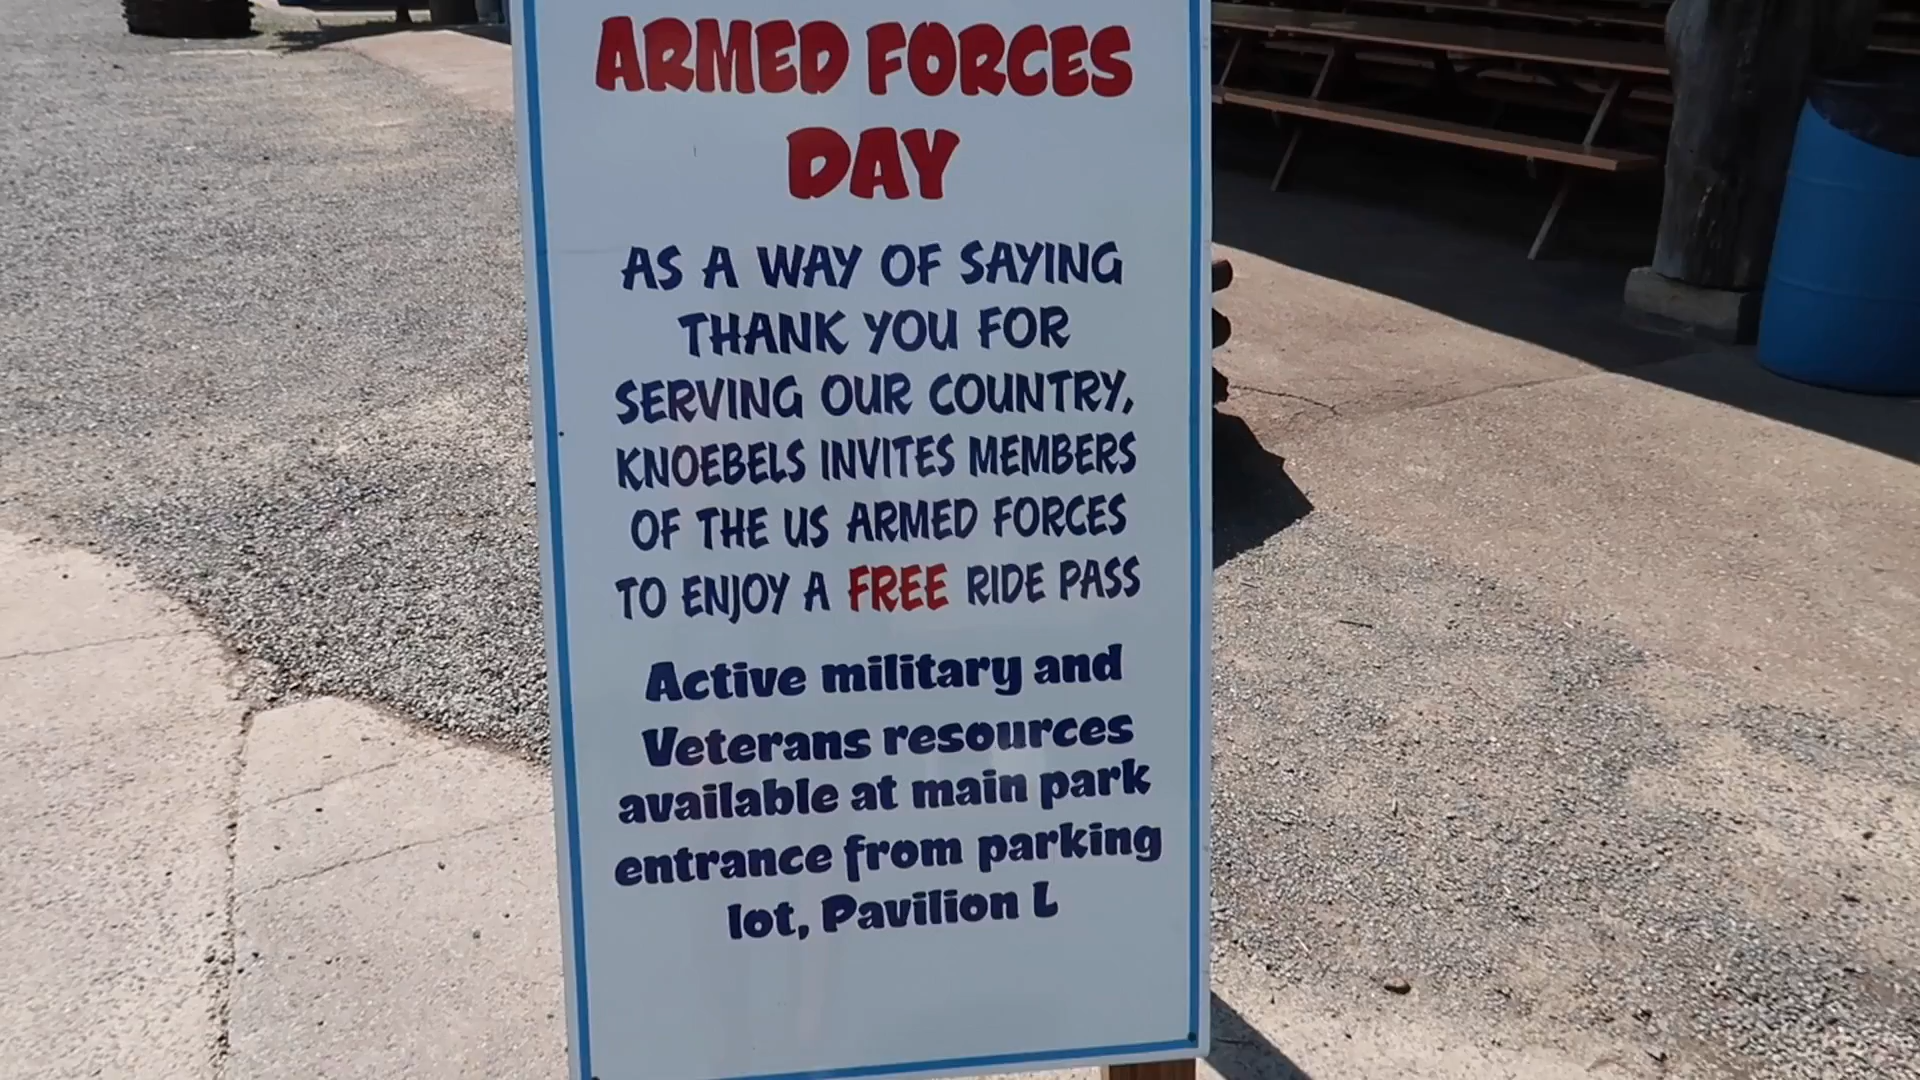 ARMED FORCES
DAY
AS A WAY OF SAYING
THANK YOU FOR
SERVING OUR COUNTRY,
KNOEBELS INVITES MEMBERS
OF THE US ARMED FORCES
TO ENJOY A FREE RIDE PASS
Active military and
Veterans resources
available at main park
entrance from parking
lot, Pavilion L